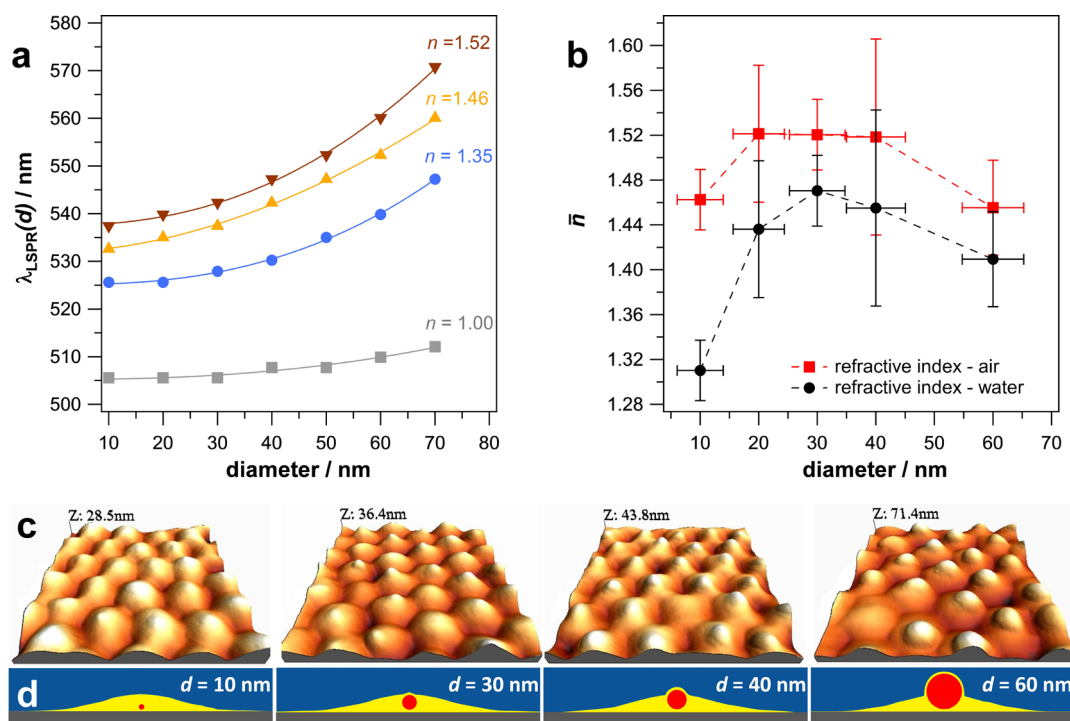 a
580
570
560
550
540
530
520
510
500
λLSPR(d) / nm
n =1.52
n =1.46
n =1.35
n = 1.00
10 20 30 40 50 60 70 80
diameter / nm
b
1.60
1.56
1.52
1.48
1.44
1.40
1.36
1.32
1.28
n̅
refractive index - air
refractive index - water
10 20 30 40 50 60 70
diameter / nm
c
Z: 28.5nm
Z: 36.4nm
Z: 43.8nm
Z: 71.4nm
d
d = 10 nm
d = 30 nm
d = 40 nm
d = 60 nm